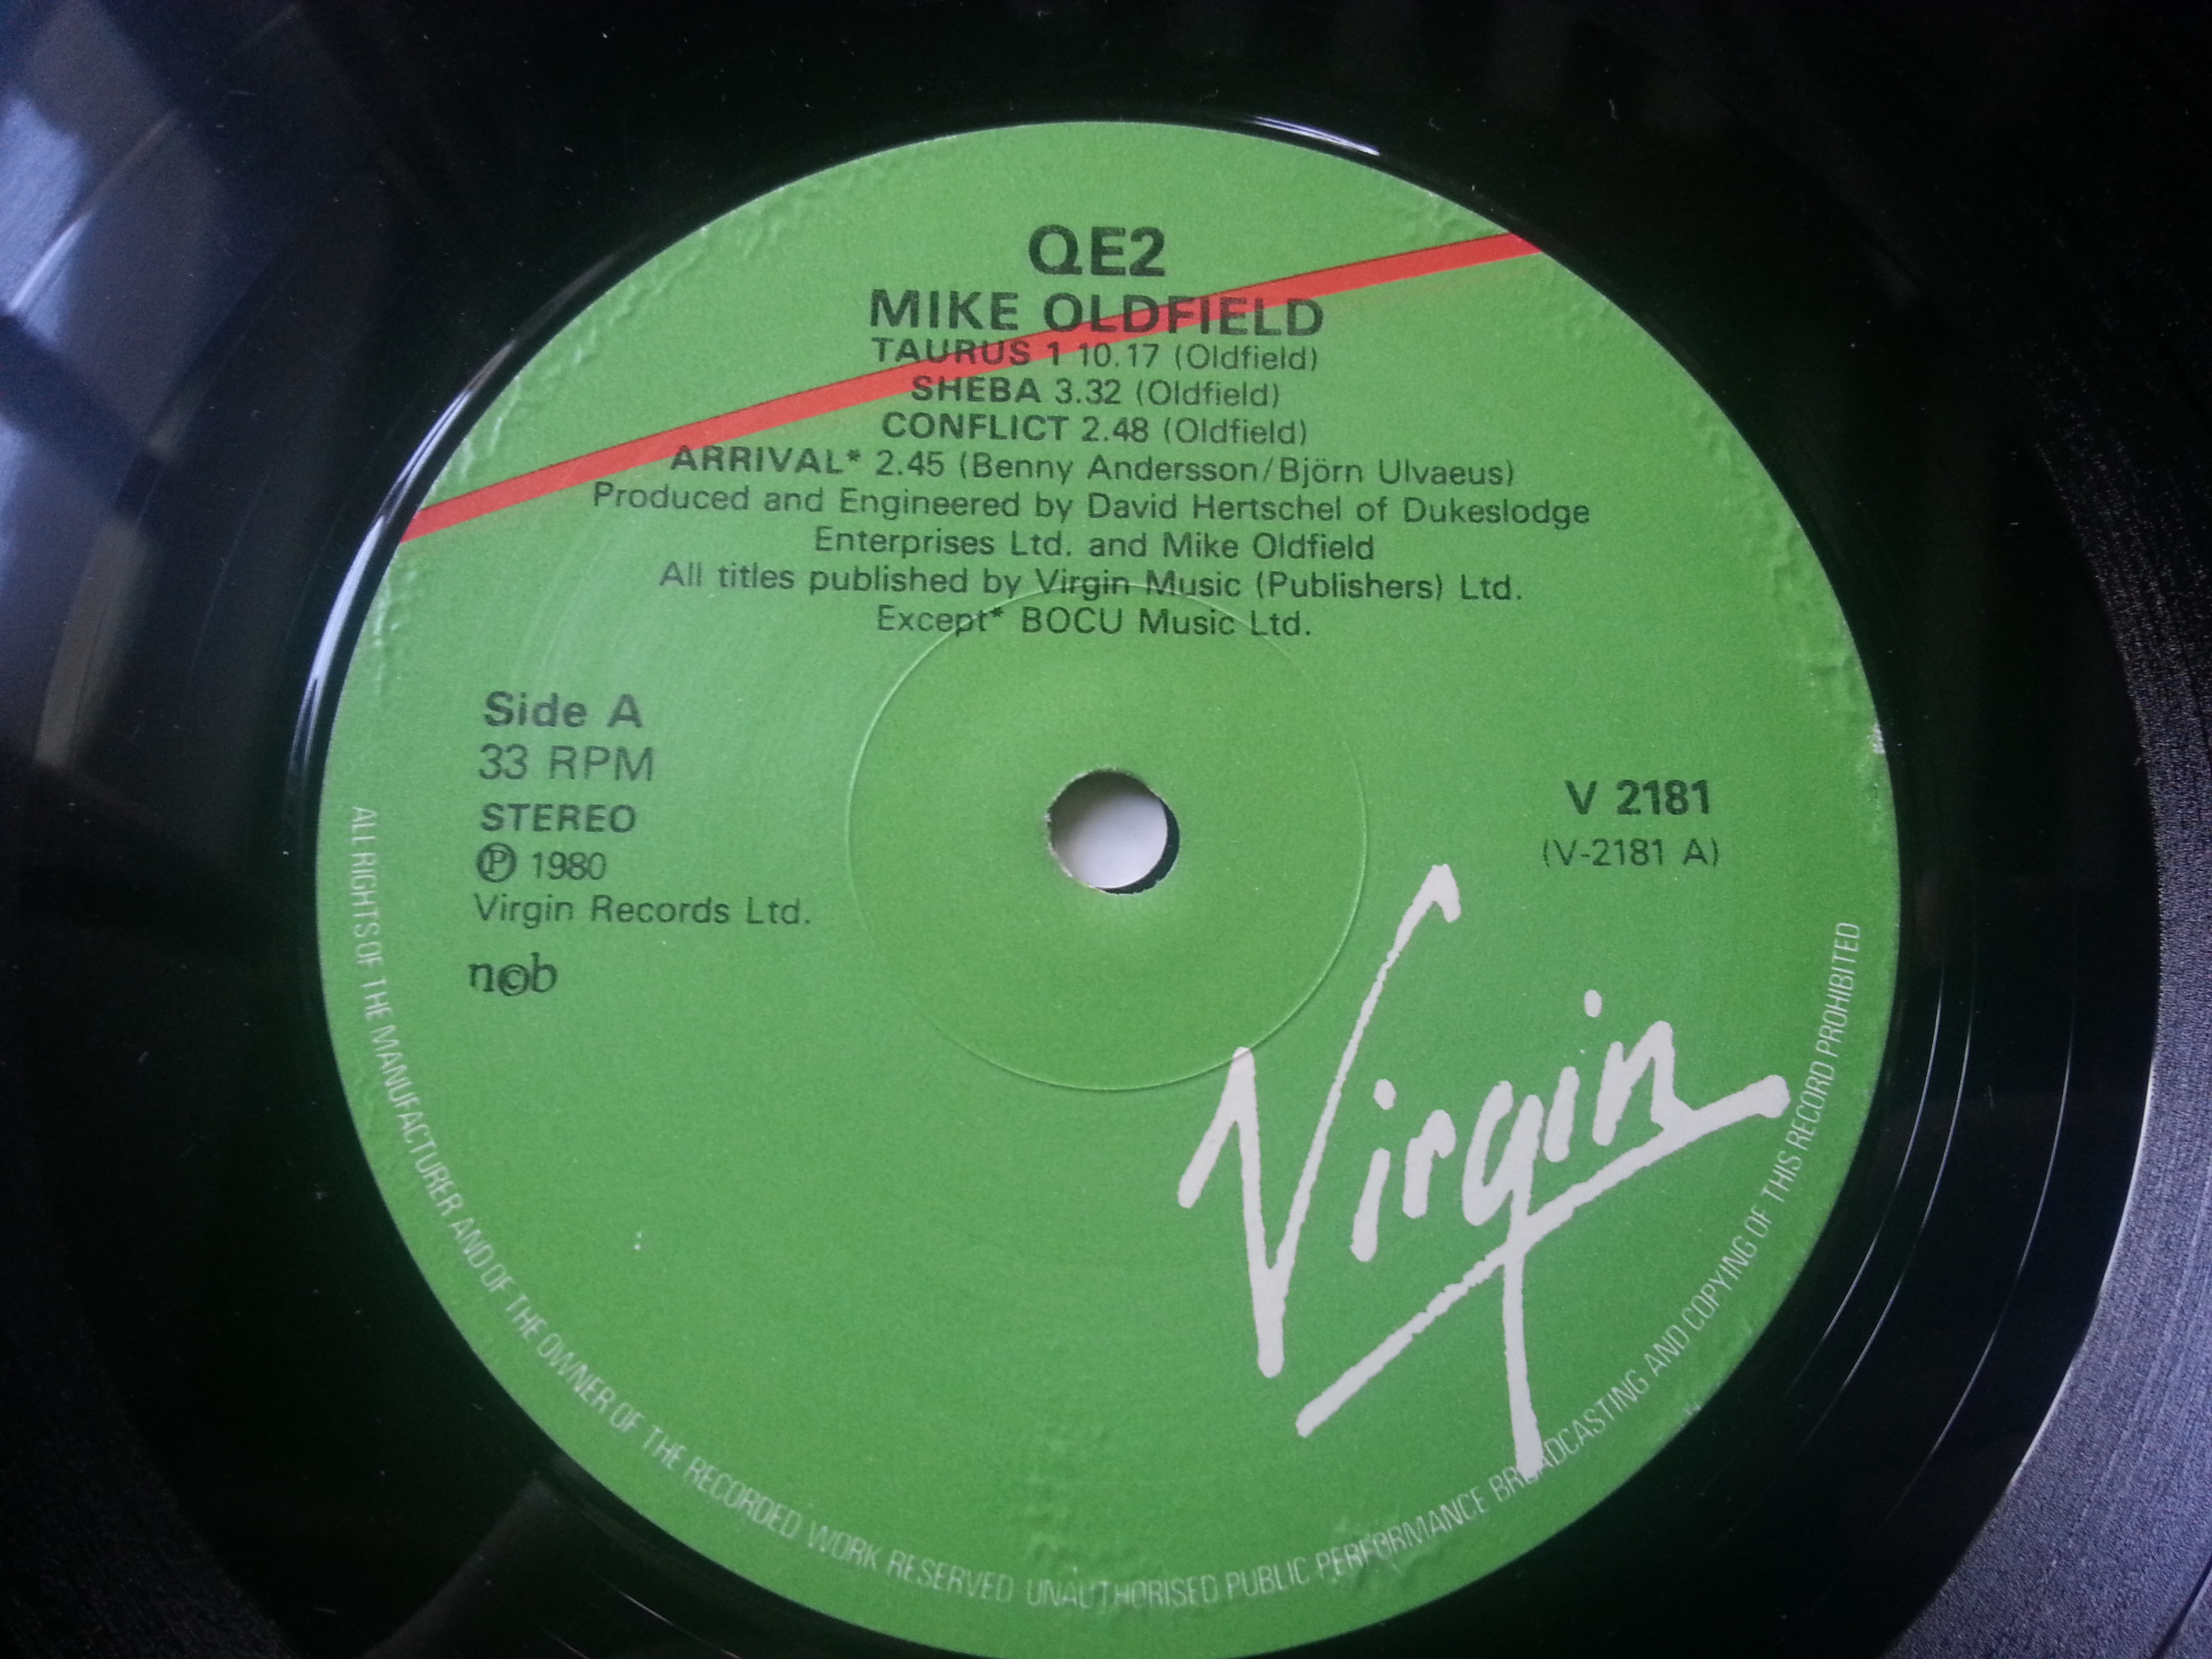 QE2
MIKE OLDFIELD
TAURUS 1 10.17 (Oldfield)
SHEBA 3.32 (Oldfield)
CONFLICT 2.48 (Oldfield)
ARRIVAL* 2.45 (Benny Andersson/Björn Ulvaeus)
Produced and Engineered by David Hertschel of Dukeslodge
Enterprises Ltd. and Mike Oldfield
All titles published by Virgin Music (Publishers) Ltd.
Except* BOCU Music Ltd.
Side A
33 RPM
STEREO
Ⓟ 1980
Virgin Records Ltd.
n©b
V 2181
(V-2181 A)
Virgin
ALL RIGHTS OF THE MANUFACTURER AND OF THE OWNER OF THE RECORDED WORK RESERVED UNAUTHORISED PUBLIC PERFORMANCE BROADCASTING AND COPYING OF THIS RECORD PROHIBITED